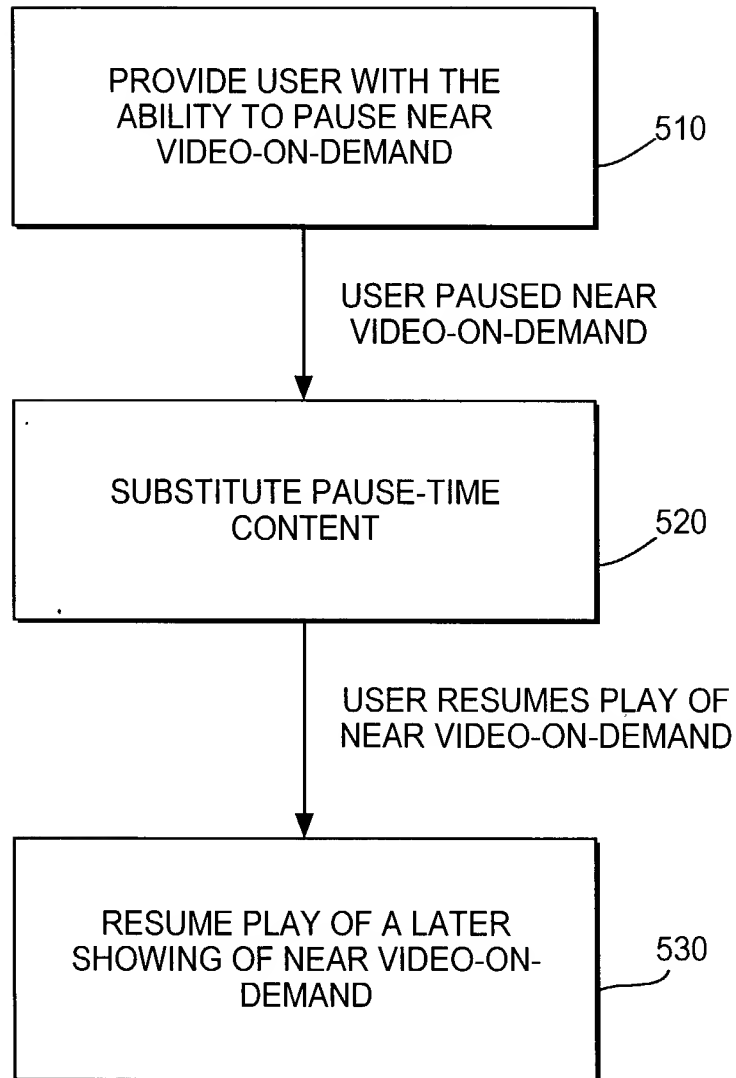 PROVIDE USER WITH THE
ABILITY TO PAUSE NEAR
VIDEO-ON-DEMAND
510
USER PAUSED NEAR
VIDEO-ON-DEMAND
SUBSTITUTE PAUSE-TIME
CONTENT
520
USER RESUMES PLAY OF
NEAR VIDEO-ON-DEMAND
RESUME PLAY OF A LATER
SHOWING OF NEAR VIDEO-ON-
DEMAND
530